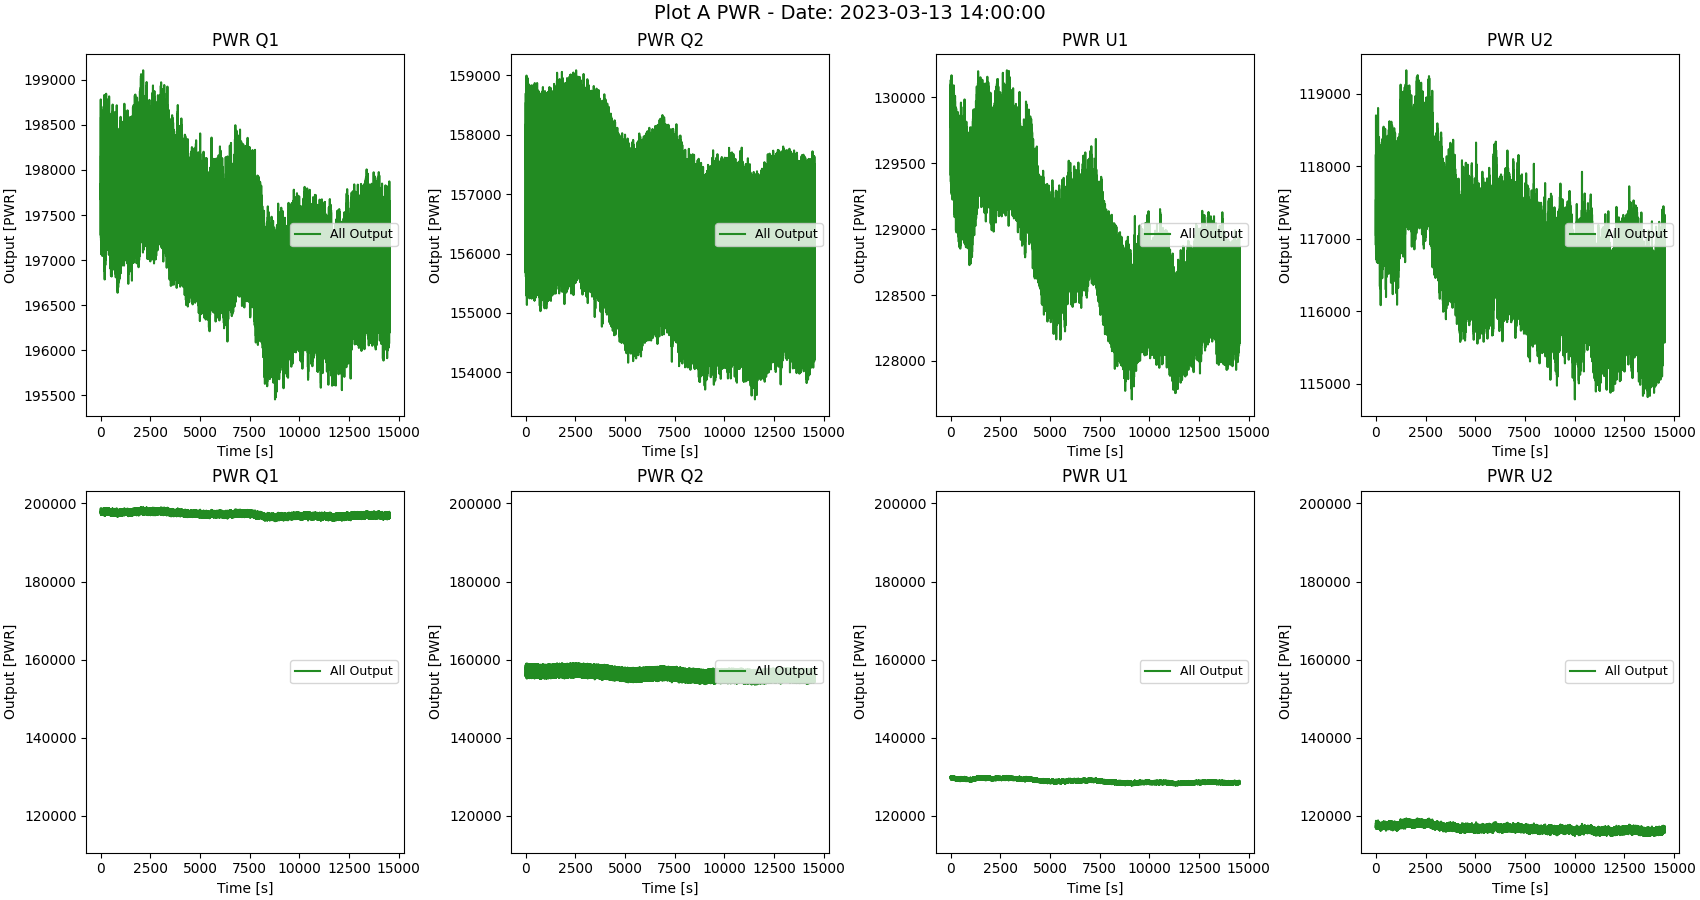 Plot A PWR - Date: 2023-03-13 14:00:00
PWR Q1
Output [PWR]
199000
198500
198000
197500
197000
196500
196000
195500
All Output
0 2500 5000 7500 10000 12500 15000
Time [s]
PWR Q2
Output [PWR]
159000
158000
157000
156000
155000
154000
All Output
0 2500 5000 7500 10000 12500 15000
Time [s]
PWR U1
Output [PWR]
130000
129500
129000
128500
128000
All Output
0 2500 5000 7500 10000 12500 15000
Time [s]
PWR U2
Output [PWR]
119000
118000
117000
116000
115000
All Output
0 2500 5000 7500 10000 12500 15000
Time [s]
PWR Q1
Output [PWR]
200000
180000
160000
140000
120000
All Output
0 2500 5000 7500 10000 12500 15000
Time [s]
PWR Q2
Output [PWR]
200000
180000
160000
140000
120000
All Output
0 2500 5000 7500 10000 12500 15000
Time [s]
PWR U1
Output [PWR]
200000
180000
160000
140000
120000
All Output
0 2500 5000 7500 10000 12500 15000
Time [s]
PWR U2
Output [PWR]
200000
180000
160000
140000
120000
All Output
0 2500 5000 7500 10000 12500 15000
Time [s]